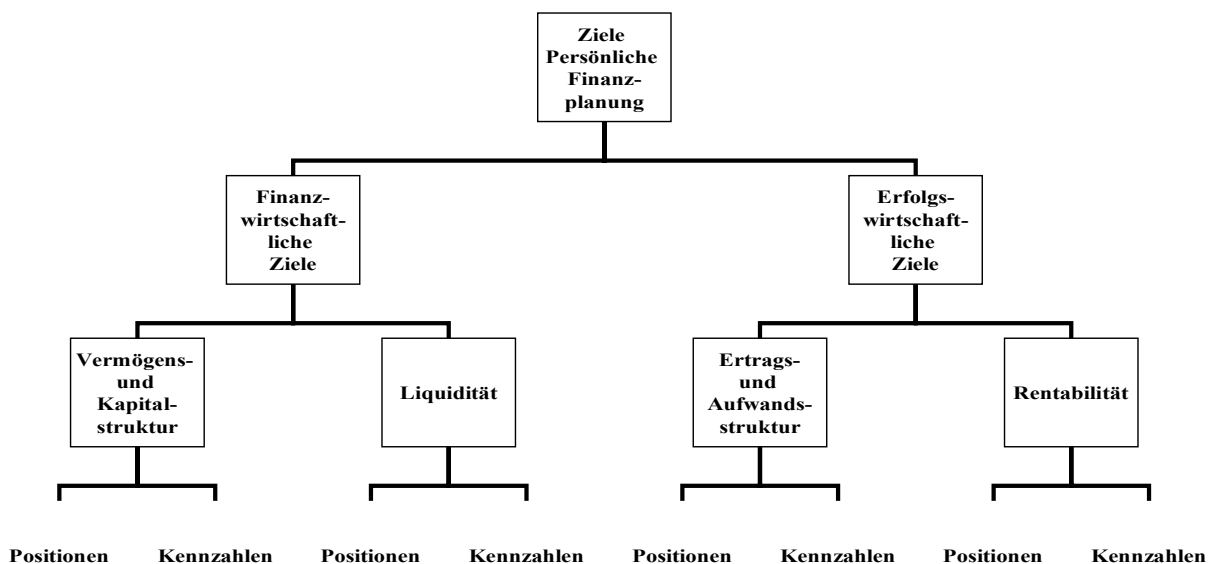 Ziele
Persönliche
Finanz-
planung
Finanz-
wirtschaft-
liche
Ziele
Erfolgs-
wirtschaft-
liche
Ziele
Vermögens-
und
Kapital-
struktur
Liquidität
Ertrags-
und
Aufwands-
struktur
Rentabilität
Positionen Kennzahlen Positionen Kennzahlen Positionen Kennzahlen Positionen Kennzahlen